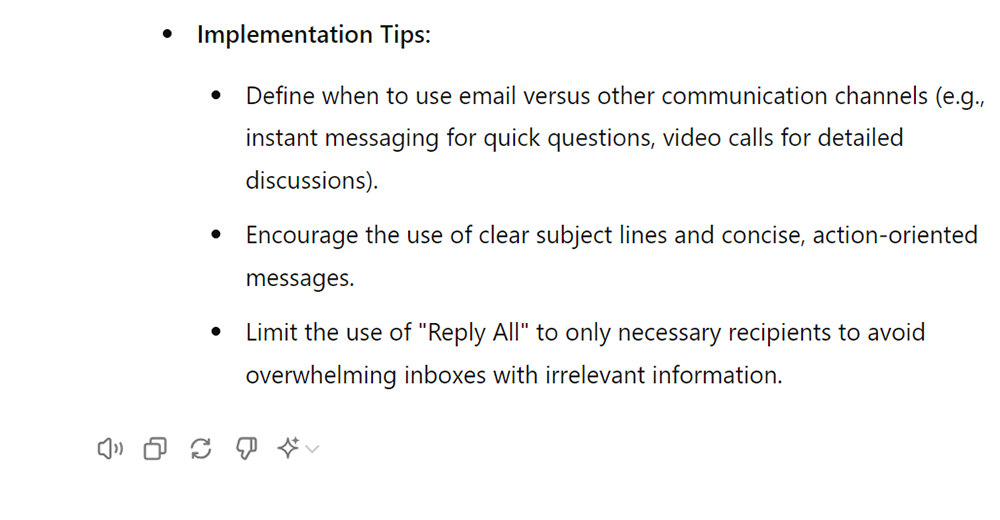 Implementation Tips:
Define when to use email versus other communication channels (e.g.,
instant messaging for quick questions, video calls for detailed
discussions).
Encourage the use of clear subject lines and concise, action-oriented
messages.
Limit the use of "Reply All" to only necessary recipients to avoid
overwhelming inboxes with irrelevant information.